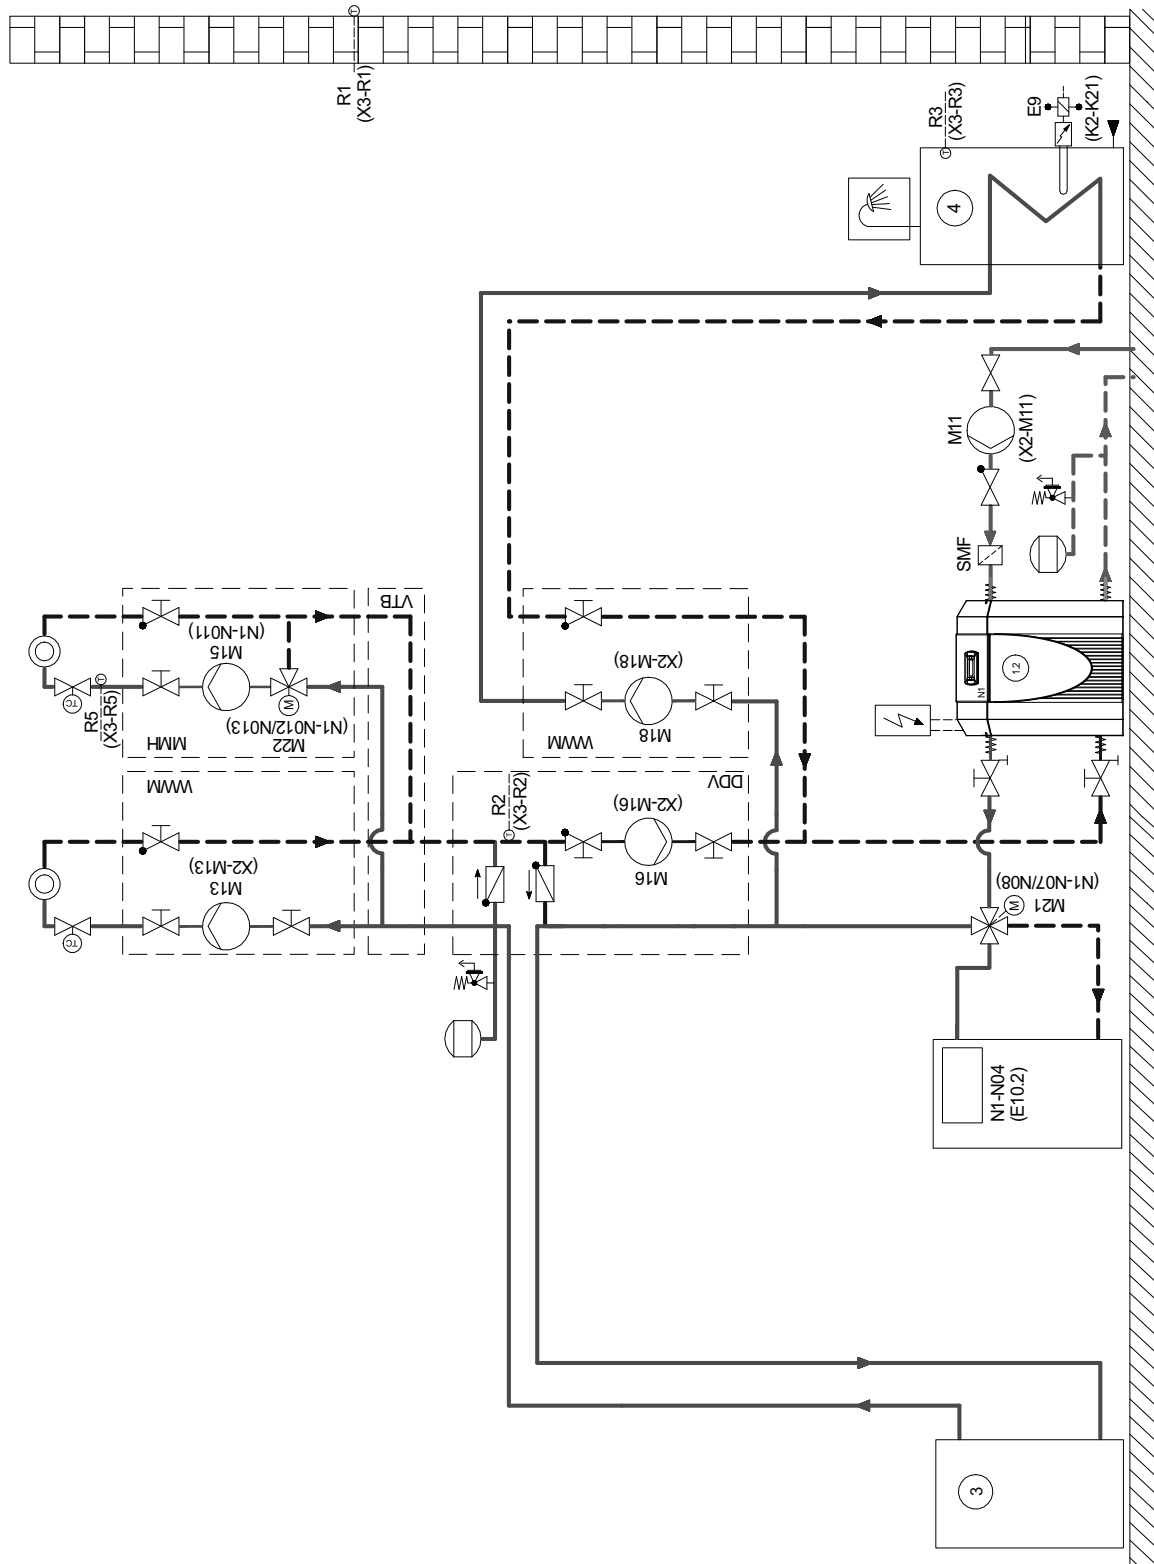 R1
(X3-R1)
R3
(X3-R3)
E9
(K2-K21)
4
T
T
M11
(X2-M11)
SMF
VTB
(N1-N011)
M15
T
TC
R5
(X3-R5)
M
(N1-N012/N013)
M22
MMH
WWM
(X2-M13)
M13
TC
(X2-M18)
M18
WWM
DDV
R2
(X3-R2)
T
(X2-M16)
M16
1.2
N1
(N1-N07/N08)
M21
M
N1-N04
(E10.2)
3